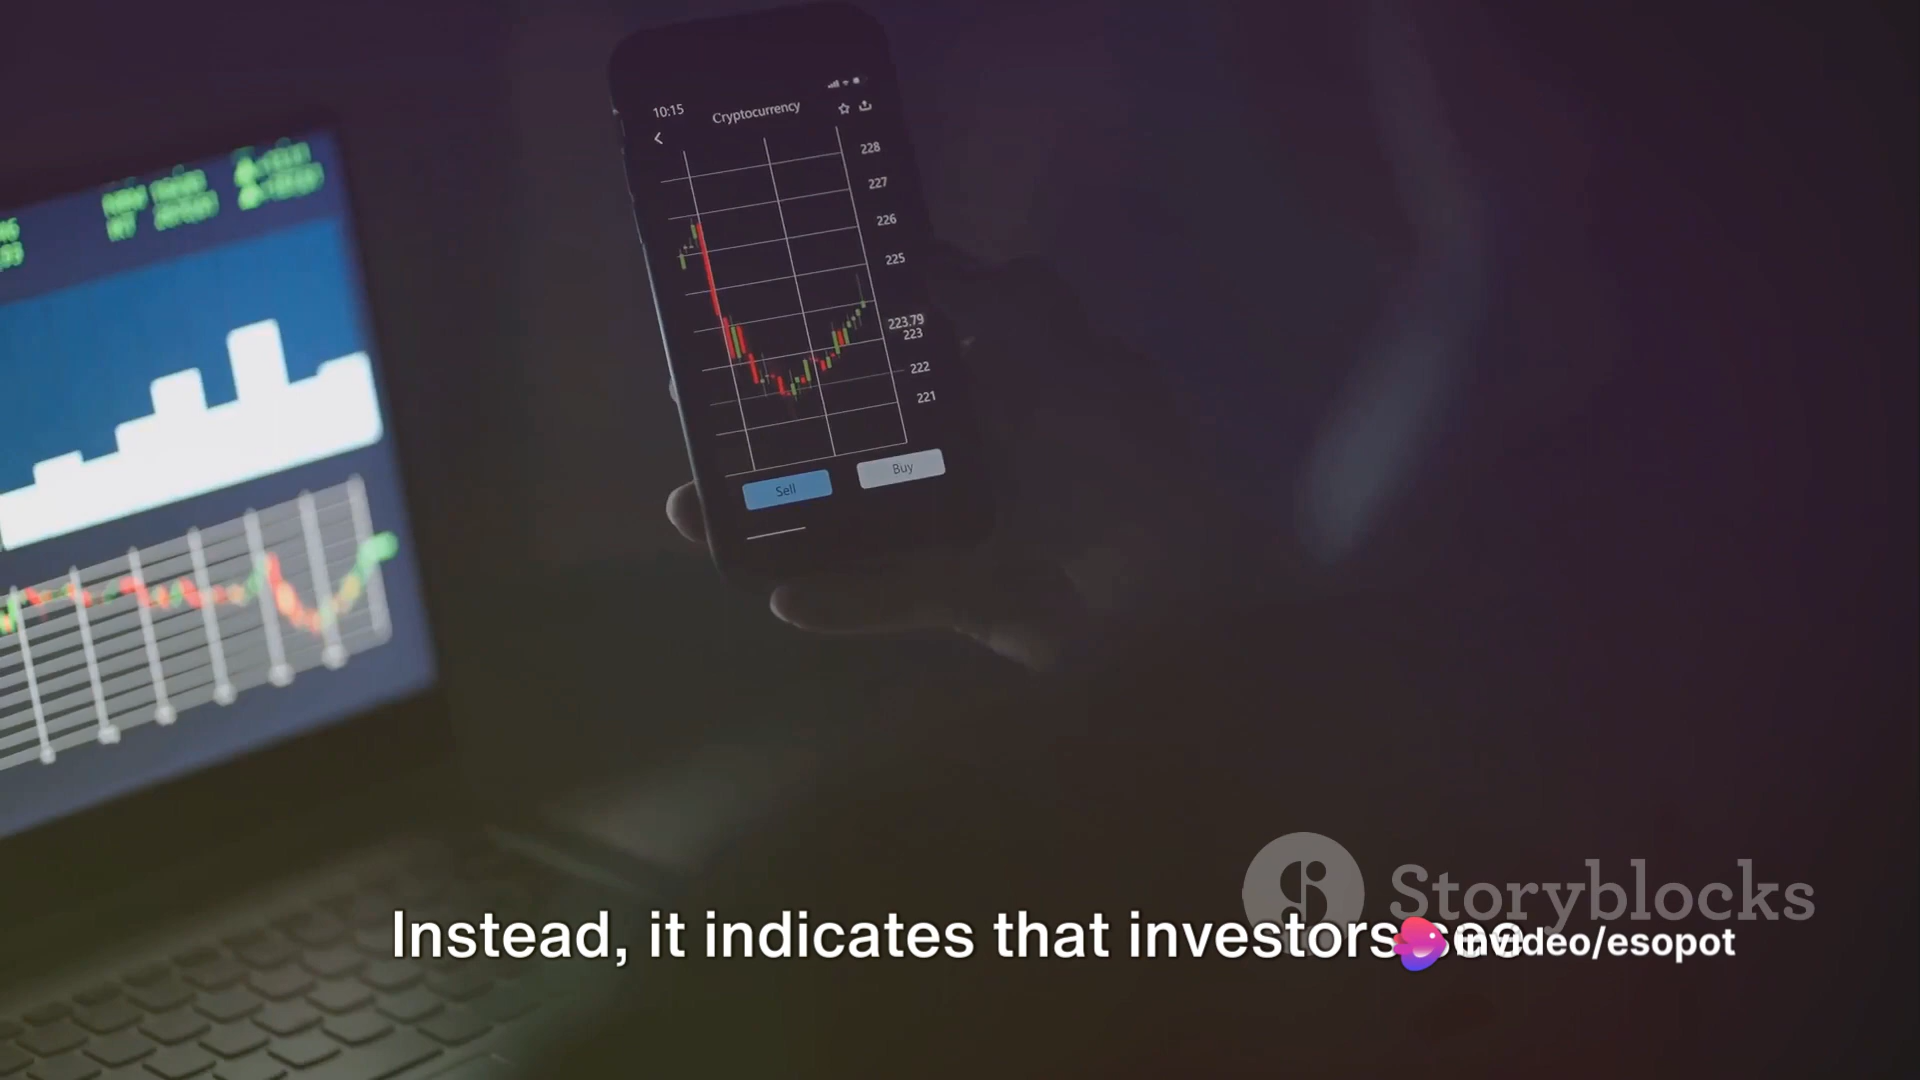 10:15
Cryptocurrency
228
227
226
225
223,79
223
222
221
Sell
Buy
Storyblocks
Instead, it indicates that investors see
invideo/esopot